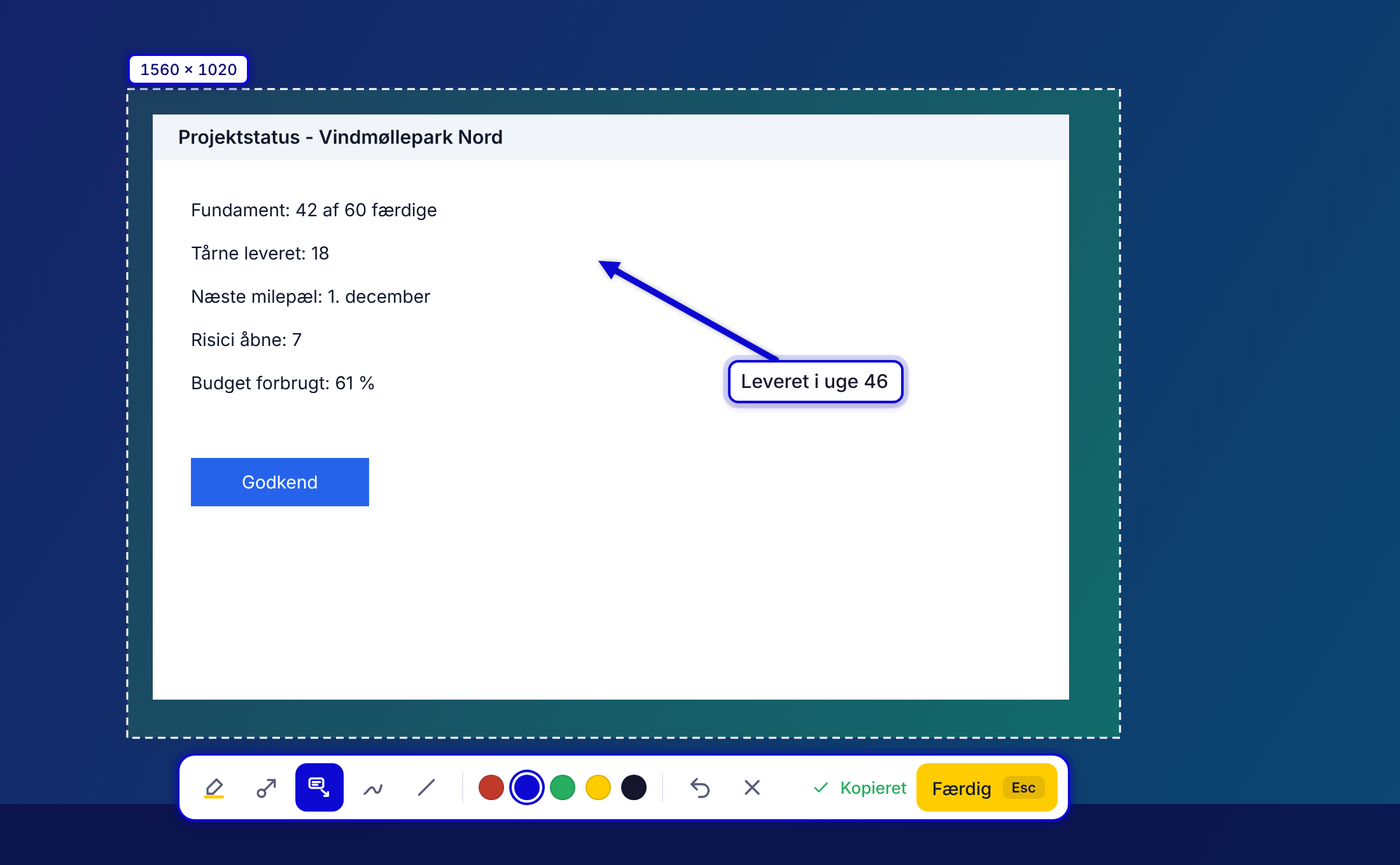 1560 × 1020
Projektstatus - Vindmøllepark Nord
Fundament: 42 af 60 færdige
Tårne leveret: 18
Næste milepæl: 1. december
Risici åbne: 7
Budget forbrugt: 61 %
Leveret i uge 46
Godkend
Kopieret
Færdig Esc